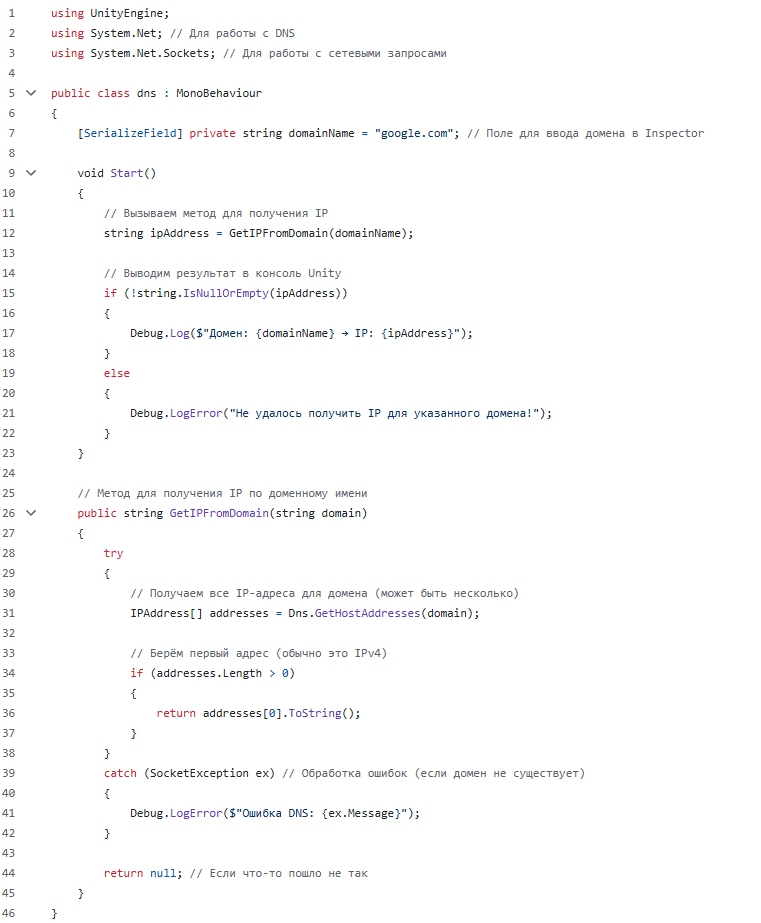 1 using UnityEngine;
2 using System.Net; // Для работы с DNS
3 using System.Net.Sockets; // Для работы с сетевыми запросами
4
5 public class dns : MonoBehaviour
6 {
7 [SerializeField] private string domainName = "google.com"; // Поле для ввода домена в Inspector
8
9 void Start()
10 {
11 // Вызываем метод для получения IP
12 string ipAddress = GetIPFromDomain(domainName);
13
14 // Выводим результат в консоль Unity
15 if (!string.IsNullOrEmpty(ipAddress))
16 {
17 Debug.Log($"Домен: {domainName} → IP: {ipAddress}");
18 }
19 else
20 {
21 Debug.LogError("Не удалось получить IP для указанного домена!");
22 }
23 }
24
25 // Метод для получения IP по доменному имени
26 public string GetIPFromDomain(string domain)
27 {
28 try
29 {
30 // Получаем все IP-адреса для домена (может быть несколько)
31 IPAddress[] addresses = Dns.GetHostAddresses(domain);
32
33 // Берём первый адрес (обычно это IPv4)
34 if (addresses.Length > 0)
35 {
36 return addresses[0].ToString();
37 }
38 }
39 catch (SocketException ex) // Обработка ошибок (если домен не существует)
40 {
41 Debug.LogError($"Ошибка DNS: {ex.Message}");
42 }
43
44 return null; // Если что-то пошло не так
45 }
46 }